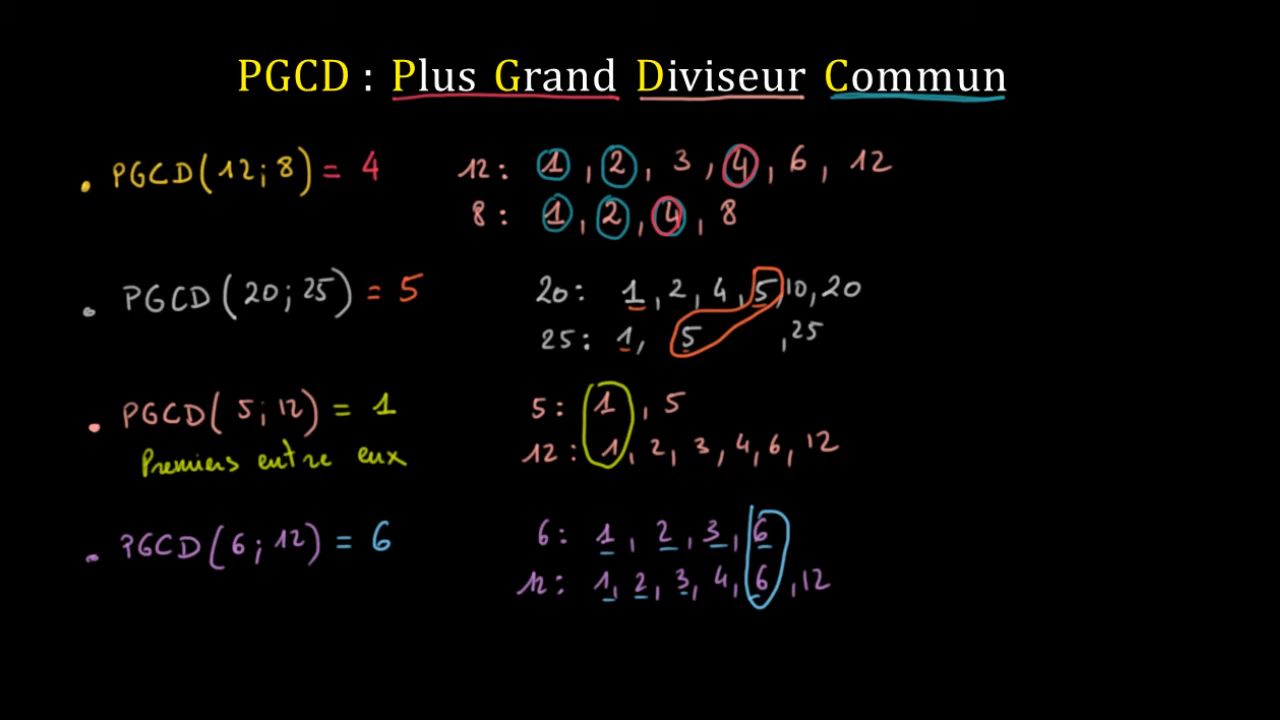 PGCD : Plus Grand Diviseur Commun
• PGCD(12;8) = 4
12: 1, 2, 3, 4, 6, 12
8: 1, 2, 4, 8
• PGCD(20;25) = 5
20: 1, 2, 4, 5, 10, 20
25: 1, 5, 25
• PGCD(5;12) = 1
Premiers entre eux
5: 1, 5
12: 1, 2, 3, 4, 6, 12
• PGCD(6;12) = 6
6: 1, 2, 3, 6
12: 1, 2, 3, 4, 6, 12